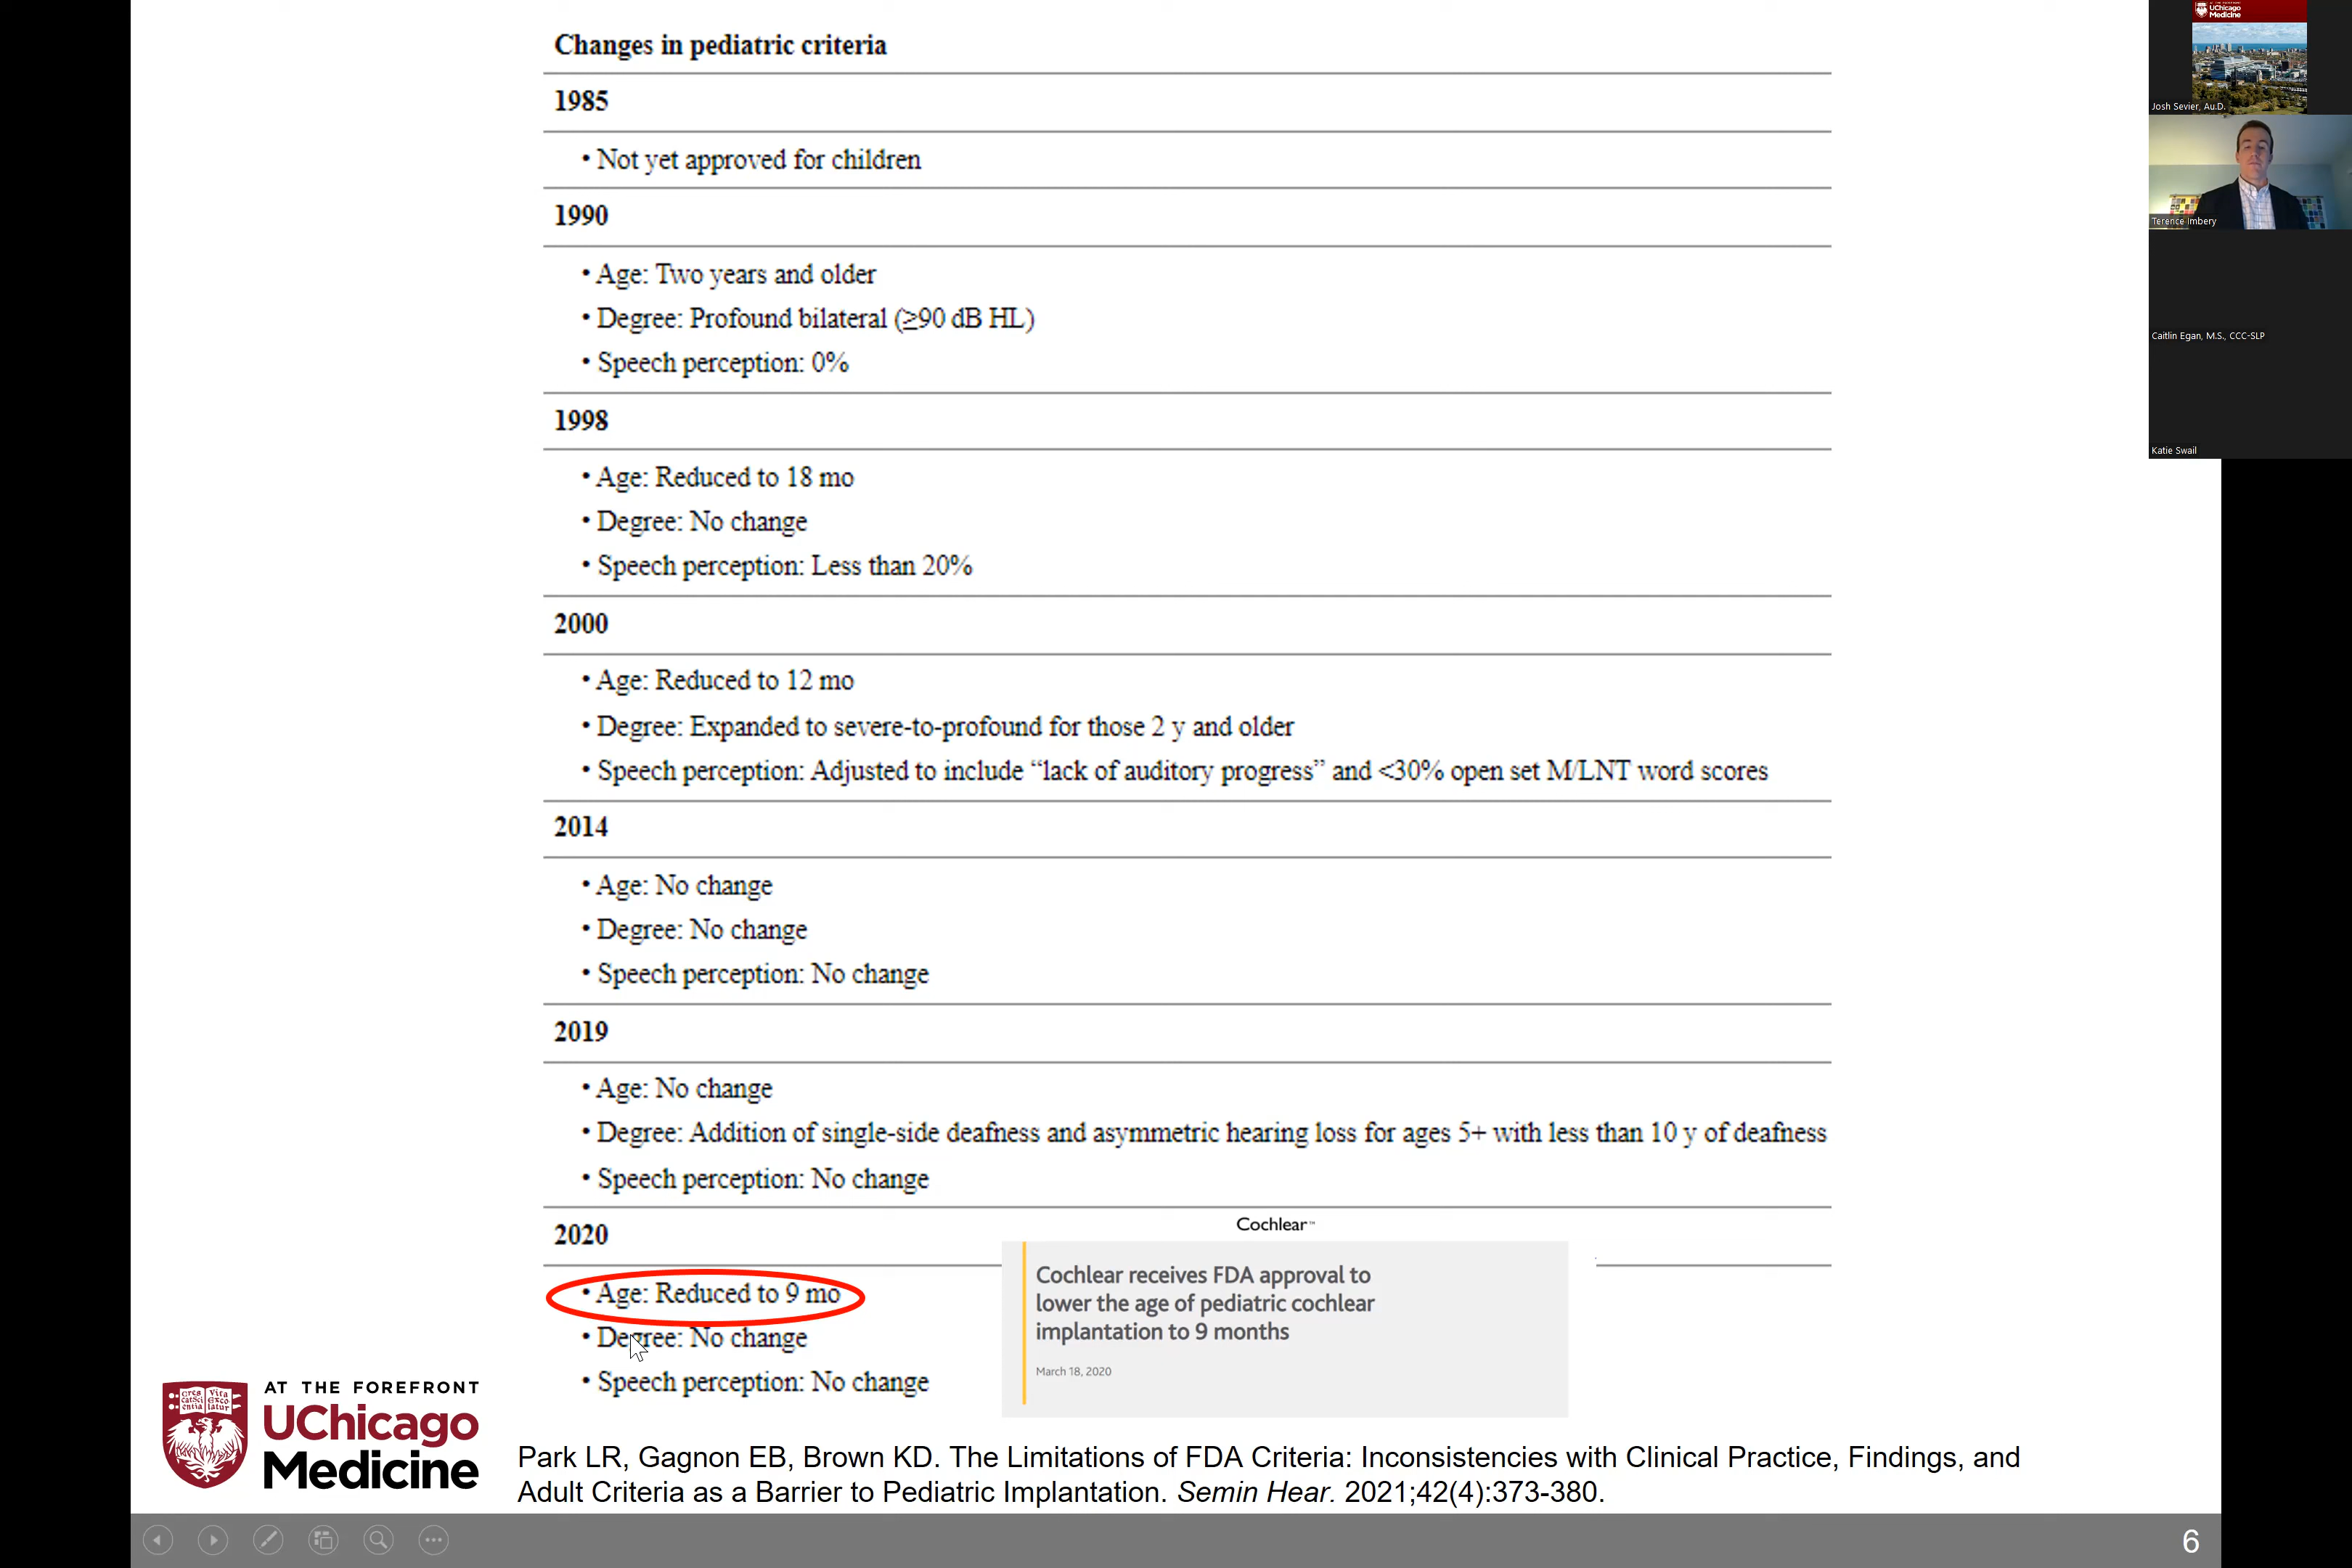 Changes in pediatric criteria
1985
• Not yet approved for children
1990
• Age: Two years and older
• Degree: Profound bilateral (≥90 dB HL)
• Speech perception: 0%
1998
• Age: Reduced to 18 mo
• Degree: No change
• Speech perception: Less than 20%
2000
• Age: Reduced to 12 mo
• Degree: Expanded to severe-to-profound for those 2 y and older
• Speech perception: Adjusted to include “lack of auditory progress” and <30% open set M/LNT word scores
2014
• Age: No change
• Degree: No change
• Speech perception: No change
2019
• Age: No change
• Degree: Addition of single-side deafness and asymmetric hearing loss for ages 5+ with less than 10 y of deafness
• Speech perception: No change
2020
• Age: Reduced to 9 mo
• Degree: No change
• Speech perception: No change
Cochlear™
Cochlear receives FDA approval to
lower the age of pediatric cochlear
implantation to 9 months
March 18, 2020
AT THE FOREFRONT
UChicago
Medicine
Park LR, Gagnon EB, Brown KD. The Limitations of FDA Criteria: Inconsistencies with Clinical Practice, Findings, and
Adult Criteria as a Barrier to Pediatric Implantation. Semin Hear. 2021;42(4):373-380.
6
UChicago
Medicine
Josh Sevier, Au.D.
Terence Imbery
Caitlin Egan, M.S., CCC-SLP
Katie Swail